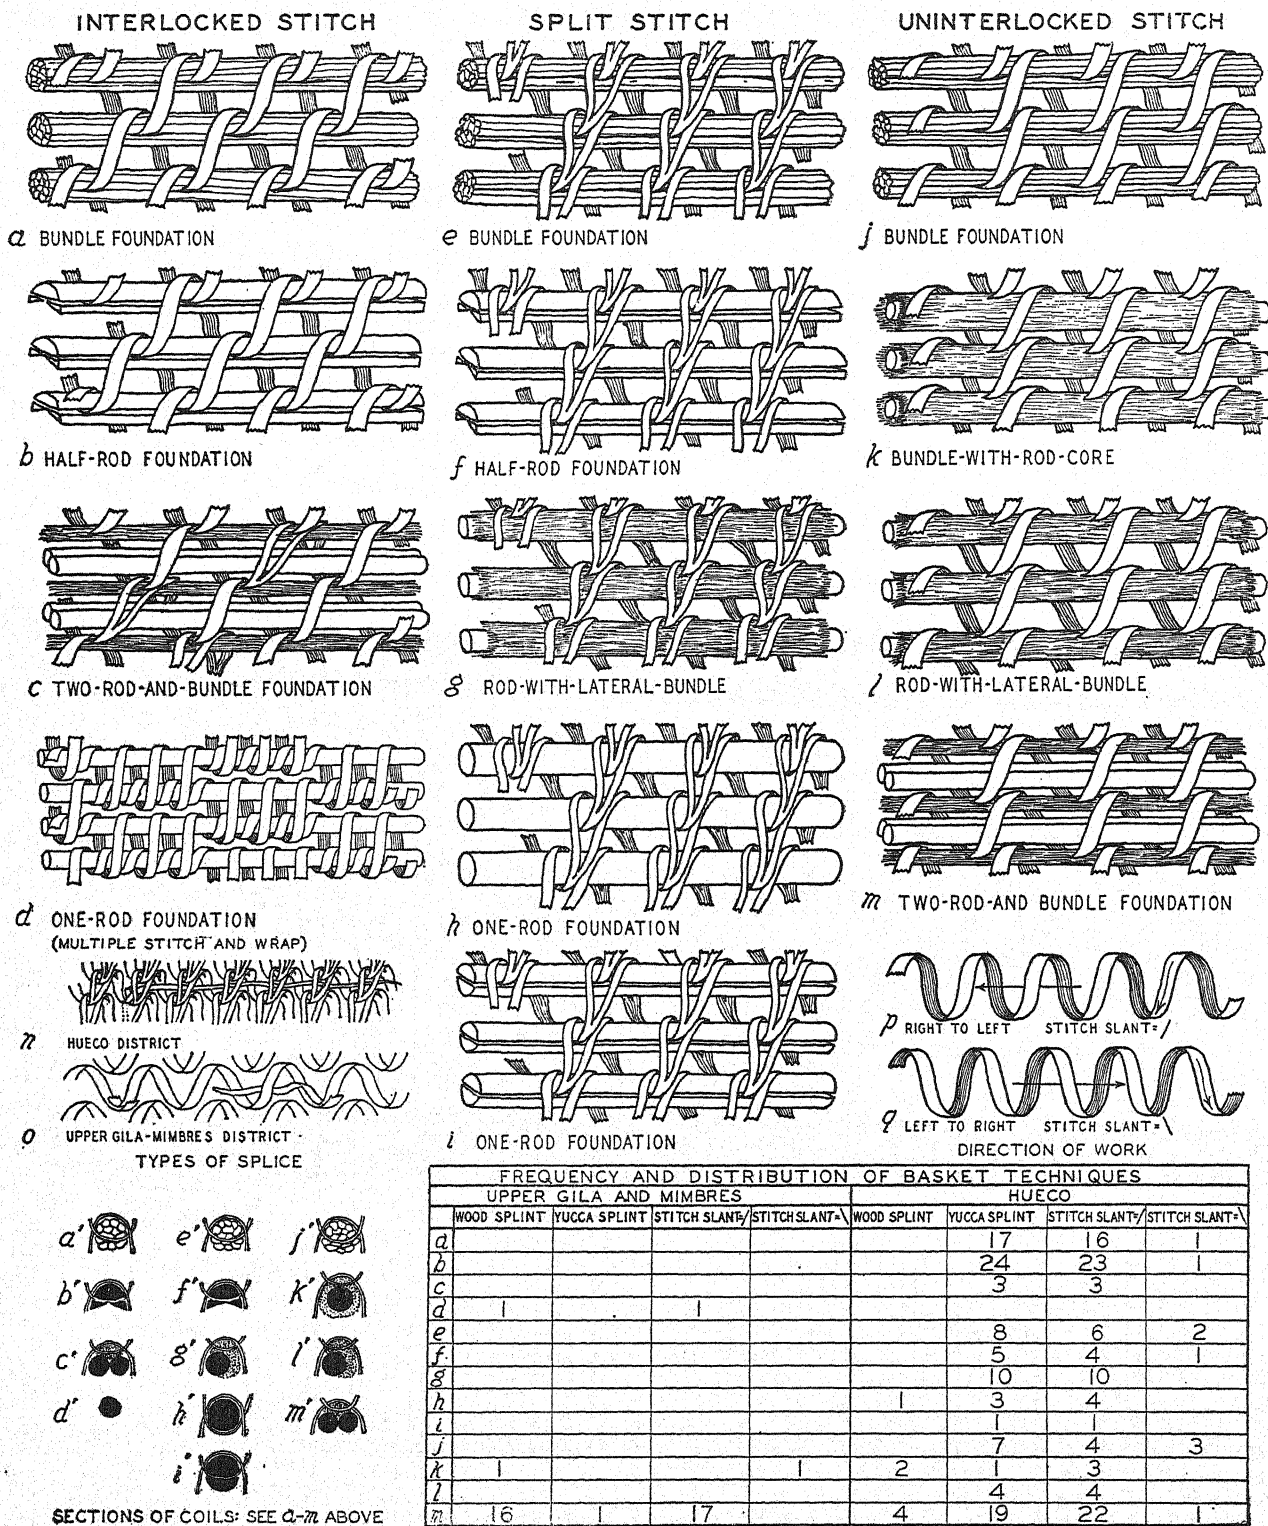 INTERLOCKED STITCH
SPLIT STITCH
UNINTERLOCKED STITCH
a BUNDLE FOUNDATION
e BUNDLE FOUNDATION
j BUNDLE FOUNDATION
b HALF-ROD FOUNDATION
f HALF-ROD FOUNDATION
k BUNDLE-WITH-ROD-CORE
c TWO-ROD-AND-BUNDLE FOUNDATION
g ROD-WITH-LATERAL-BUNDLE
l ROD-WITH-LATERAL-BUNDLE
d ONE-ROD FOUNDATION
(MULTIPLE STITCH AND WRAP)
h ONE-ROD FOUNDATION
m TWO-ROD-AND BUNDLE FOUNDATION
n HUECO DISTRICT
p RIGHT TO LEFT STITCH SLANT=/
o UPPER GILA-MIMBRES DISTRICT
TYPES OF SPLICE
i ONE-ROD FOUNDATION
q LEFT TO RIGHT STITCH SLANT=\
DIRECTION OF WORK
a' e' j'
b' f' k'
c' g' l'
d' h' m'
i'
SECTIONS OF COILS: SEE a-m ABOVE
FREQUENCY AND DISTRIBUTION OF BASKET TECHNIQUES
UPPER GILA AND MIMBRES HUECO
WOOD SPLINT YUCCA SPLINT STITCH SLANT=/ STITCH SLANT=\ WOOD SPLINT YUCCA SPLINT STITCH SLANT=/ STITCH SLANT=\
a 17 16 1
b 24 23 1
c 3 3
d 1 1
e 8 6 2
f 5 4 1
g 10 10
h 1 3 4
i 1 1
j 7 4 3
k 1 1 2 1 3
l 4 4
m 16 1 17 4 19 22 1